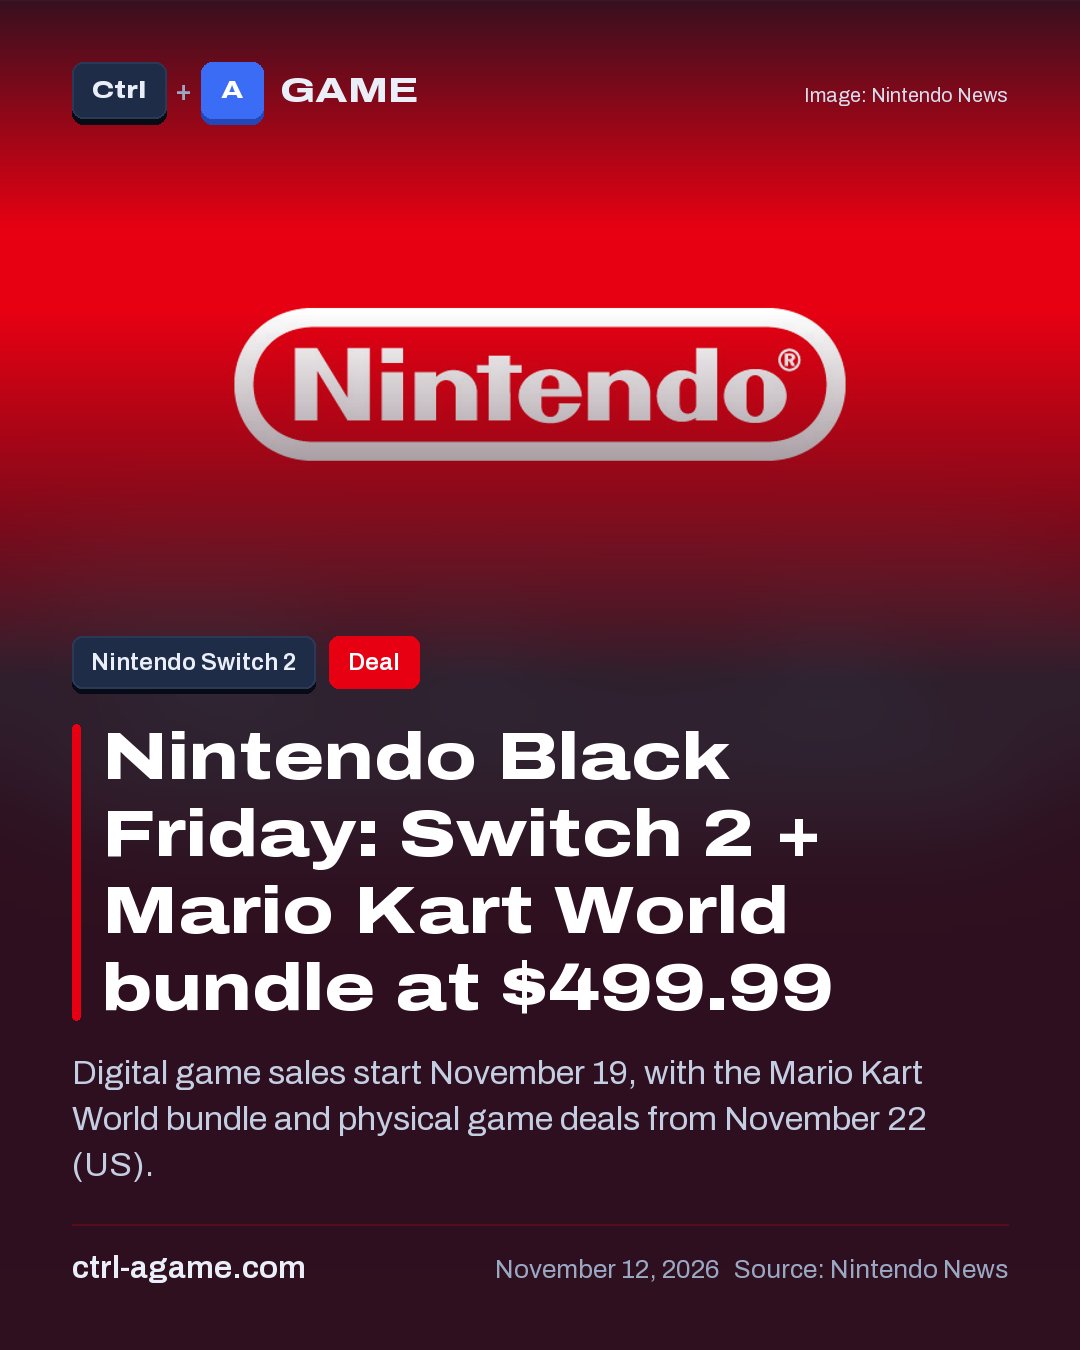 Ctrl + A GAME
Image: Nintendo News
Nintendo®
Nintendo Switch 2
Deal
Nintendo Black
Friday: Switch 2 +
Mario Kart World
bundle at $499.99
Digital game sales start November 19, with the Mario Kart
World bundle and physical game deals from November 22
(US).
ctrl-agame.com
November 12, 2026 Source: Nintendo News